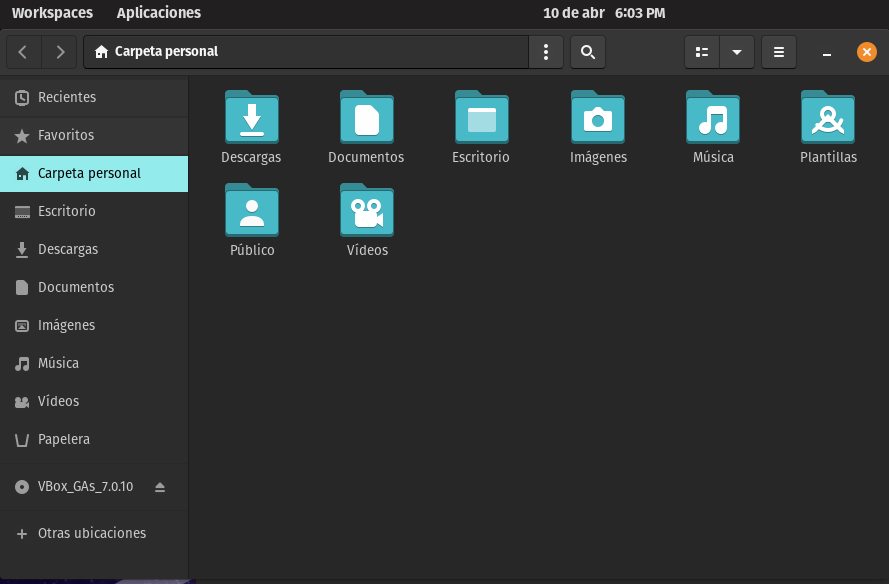 Workspaces Aplicaciones 10 de abr 6:03 PM
Carpeta personal
Recientes
Favoritos
Carpeta personal
Escritorio
Descargas
Documentos
Imágenes
Música
Vídeos
Papelera
VBox_GAs_7.0.10
Otras ubicaciones
Descargas Documentos Escritorio Imágenes Música Plantillas
Público Vídeos